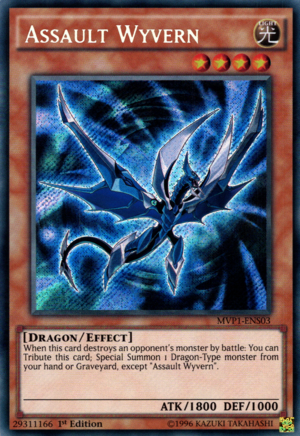 ASSAULT WYVERN
LIGHT
光
MVP1-ENS03
[DRAGON/EFFECT]
When this card destroys an opponent's monster by battle: You can
Tribute this card; Special Summon 1 Dragon-Type monster from
your hand or Graveyard, except "Assault Wyvern".
ATK/1800 DEF/1000
29311166 1st Edition ©1996 KAZUKI TAKAHASHI